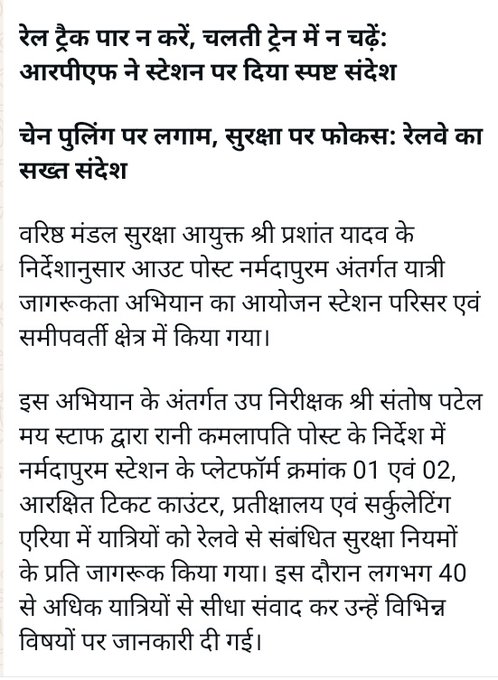 रेल ट्रैक पार न करें, चलती ट्रेन में न चढ़ें:
आरपीएफ ने स्टेशन पर दिया स्पष्ट संदेश
चेन पुलिंग पर लगाम, सुरक्षा पर फोकस: रेलवे का
सख्त संदेश
वरिष्ठ मंडल सुरक्षा आयुक्त श्री प्रशांत यादव के
निर्देशानुसार आउट पोस्ट नर्मदापुरम अंतर्गत यात्री
जागरूकता अभियान का आयोजन स्टेशन परिसर एवं
समीपवर्ती क्षेत्र में किया गया।
इस अभियान के अंतर्गत उप निरीक्षक श्री संतोष पटेल
मय स्टाफ द्वारा रानी कमलापति पोस्ट के निर्देश में
नर्मदापुरम स्टेशन के प्लेटफॉर्म क्रमांक 01 एवं 02,
आरक्षित टिकट काउंटर, प्रतीक्षालय एवं सर्कुलेटिंग
एरिया में यात्रियों को रेलवे से संबंधित सुरक्षा नियमों
के प्रति जागरूक किया गया। इस दौरान लगभग 40
से अधिक यात्रियों से सीधा संवाद कर उन्हें विभिन्न
विषयों पर जानकारी दी गई।